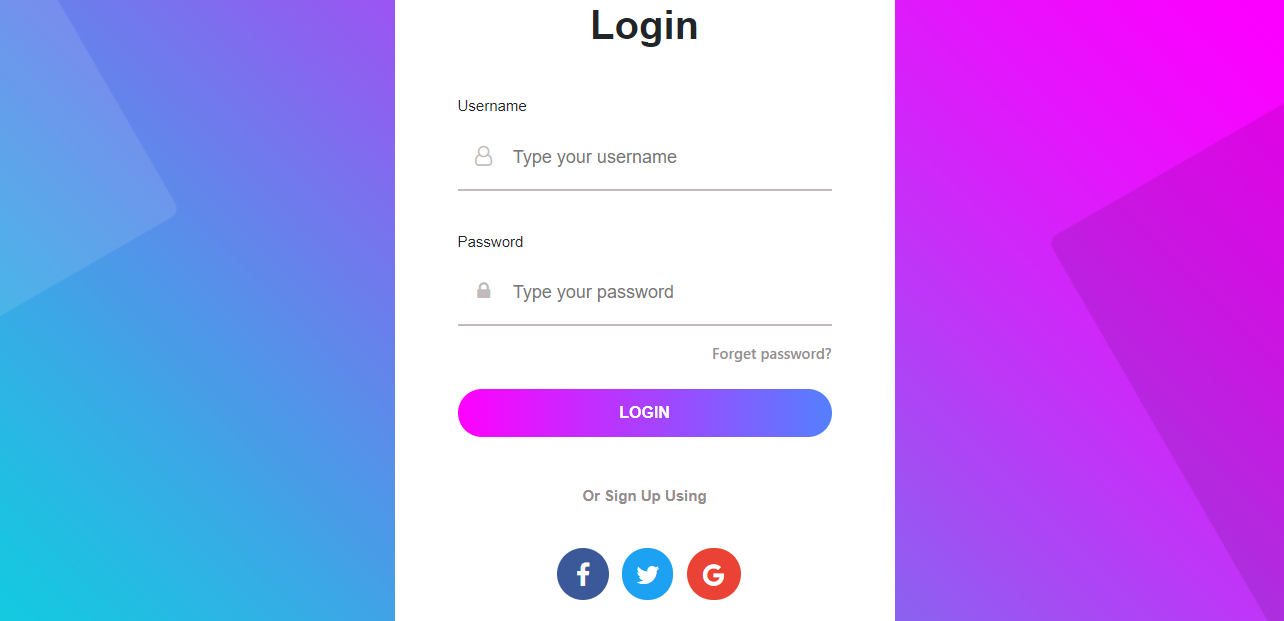 Login
Username
Type your username
Password
Type your password
Forget password?
LOGIN
Or Sign Up Using